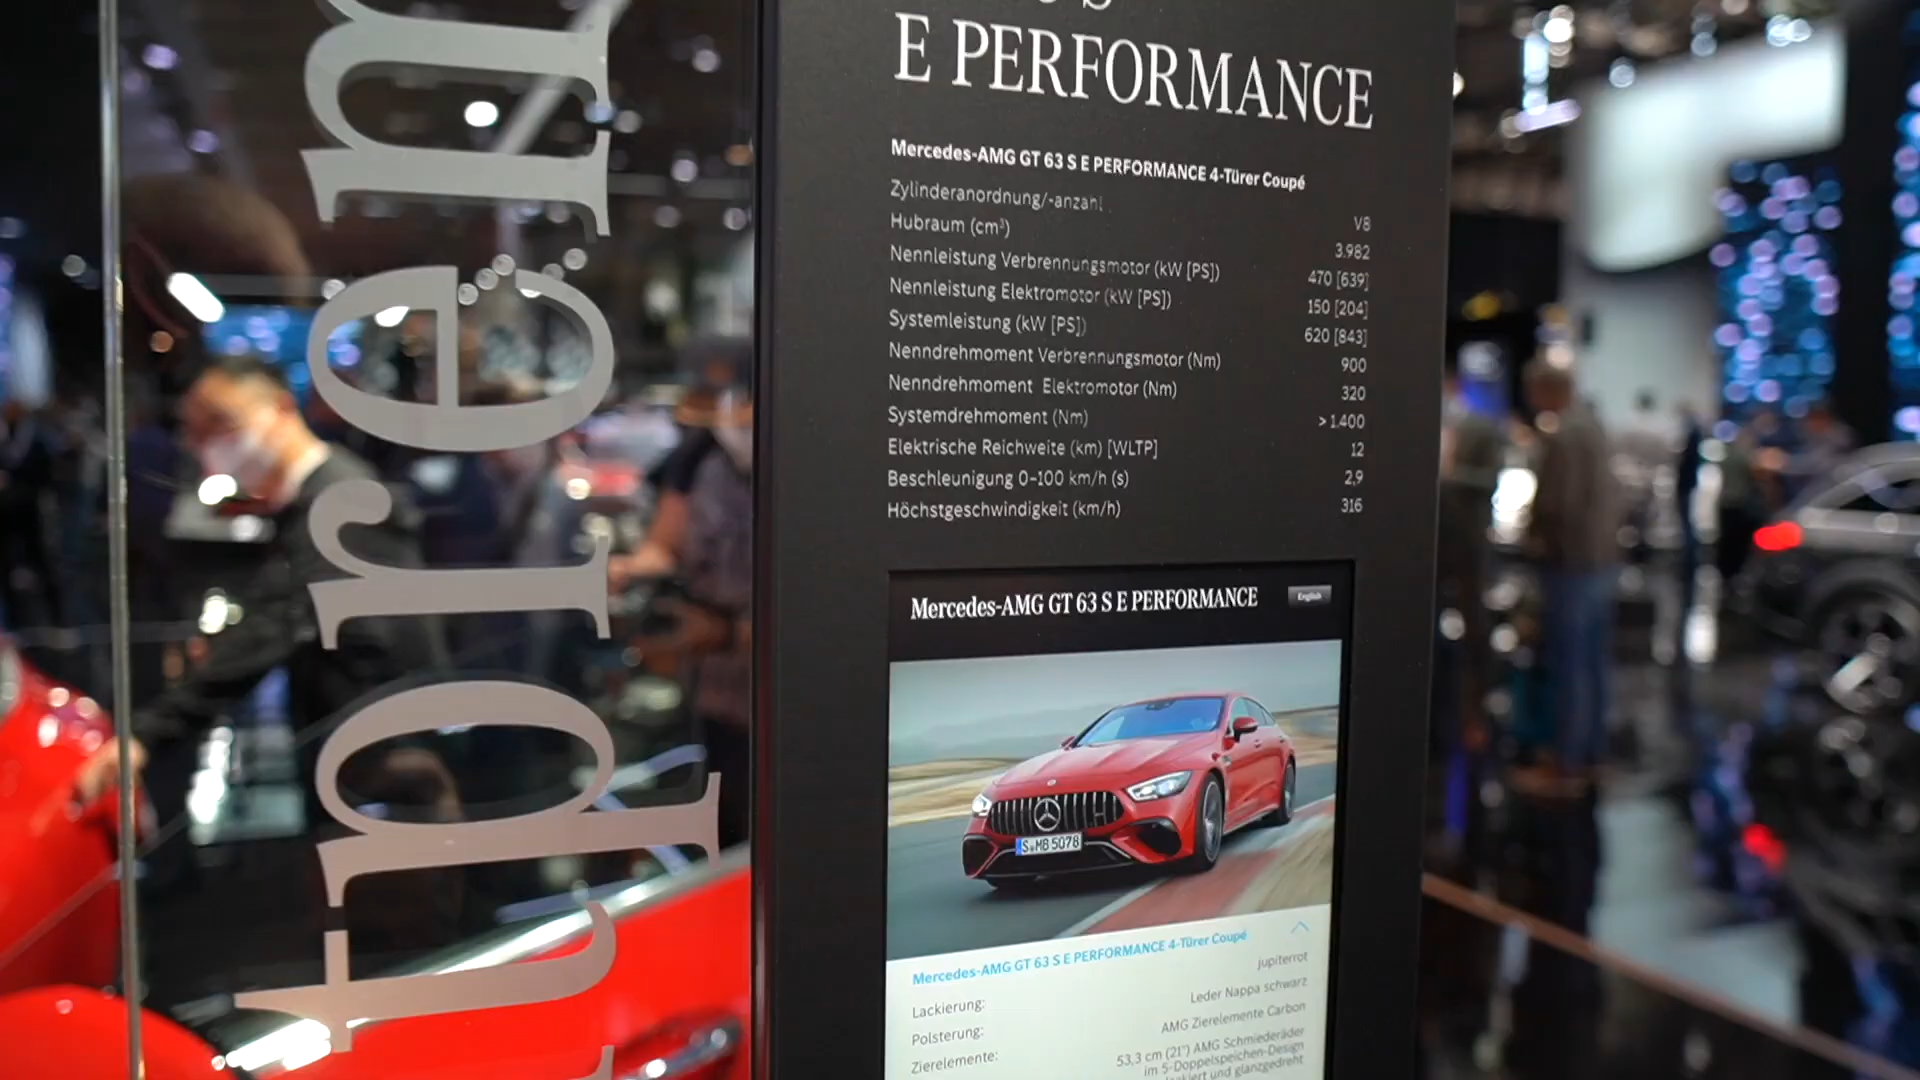 E PERFORMANCE
Mercedes-AMG GT 63 S E PERFORMANCE 4-Türer Coupé
Zylinderanordnung/-anzahl V8
Hubraum (cm³) 3.982
Nennleistung Verbrennungsmotor (kW [PS]) 470 [639]
Nennleistung Elektromotor (kW [PS]) 150 [204]
Systemleistung (kW [PS]) 620 [843]
Nenndrehmoment Verbrennungsmotor (Nm) 900
Nenndrehmoment Elektromotor (Nm) 320
Systemdrehmoment (Nm) >1.400
Elektrische Reichweite (km) [WLTP] 12
Beschleunigung 0-100 km/h (s) 2,9
Höchstgeschwindigkeit (km/h) 316
Mercedes-AMG GT 63 S E PERFORMANCE
English
S MB 5078
Mercedes-AMG GT 63 S E PERFORMANCE 4-Türer Coupé
Lackierung: jupiterrot
Polsterung: Leder Nappa schwarz
Zierelemente: AMG Zierelemente Carbon
53,3 cm (21") AMG Schmiederäder
im 5-Doppelspeichen-Design
und glanzgedreht
tpren